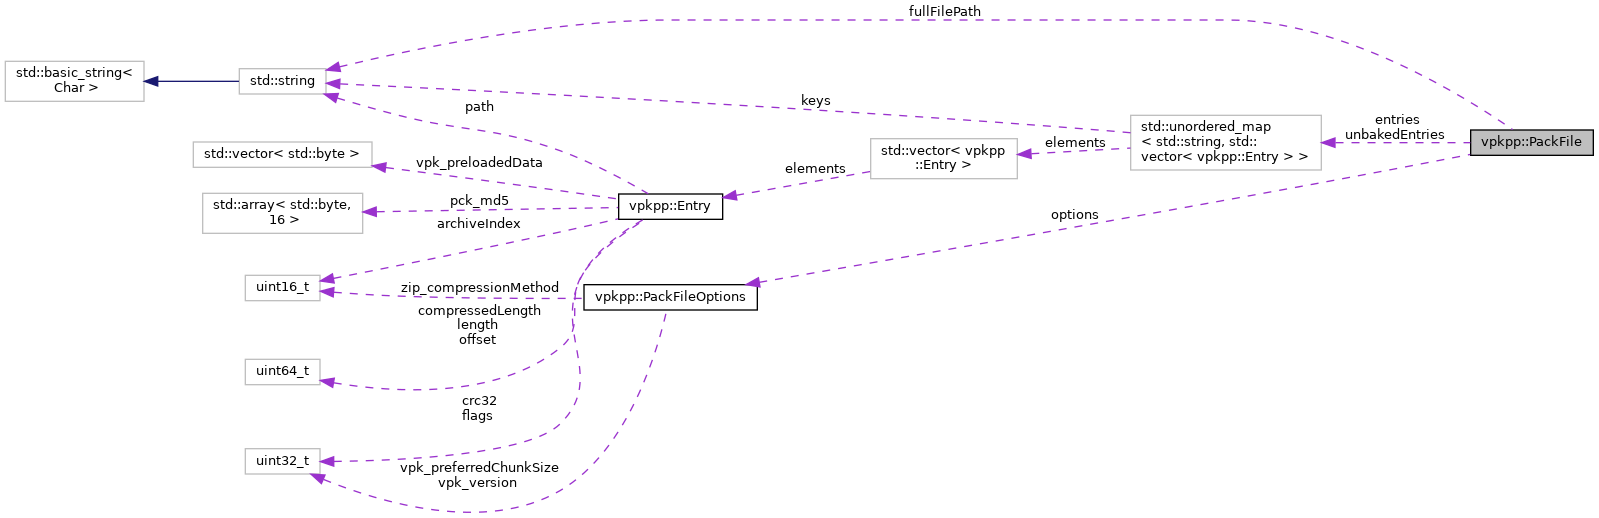 fullFilePath
std::basic_string<
Char >
std::string
keys
path
entries
unbakedEntries
std::unordered_map
< std::string, std::
vector< vpkpp::Entry > >
vpkpp::PackFile
elements
std::vector< vpkpp
::Entry >
std::vector< std::byte >
vpk_preloadedData
elements
std::array< std::byte,
16 >
pck_md5
vpkpp::Entry
archiveIndex
options
uint16_t
zip_compressionMethod
vpkpp::PackFileOptions
compressedLength
length
offset
uint64_t
crc32
flags
uint32_t
vpk_preferredChunkSize
vpk_version